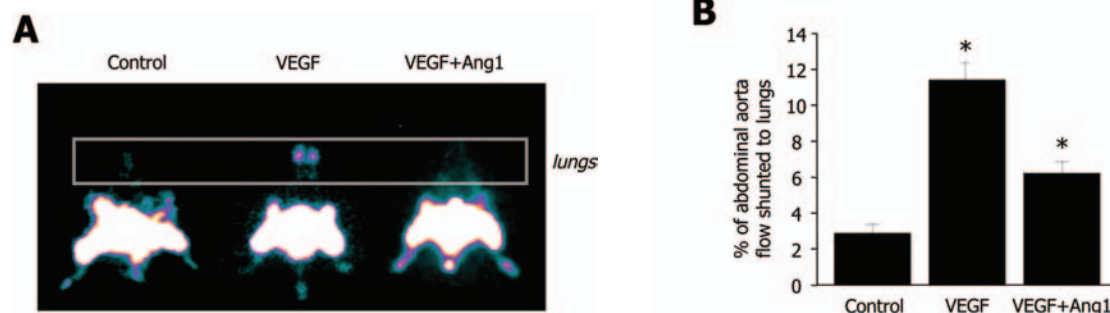 A
Control VEGF VEGF+Ang1
lungs
B
% of abdominal aorta
flow shunted to lungs
14
12
10
8
6
4
2
0
*
*
Control VEGF VEGF+Ang1